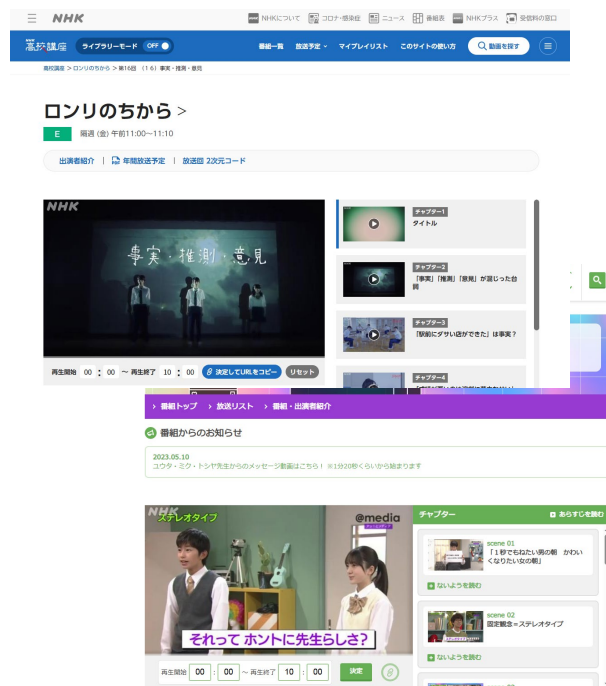 NHK
NHKについて
コロナ・感染症
ニュース
番組表
NHKプラス
受信料の窓口
NHK
高校講座
ライブラリーモード OFF
番組一覧
放送予定
マイプレイリスト
このサイトの使い方
動画を探す
高校講座 > ロンリのちから > 第16回 (16) 事実・推測・意見
ロンリのちから >
E 隔週 (金) 午前11:00〜11:10
出演者紹介 | 年間放送予定 | 放送回 2次元コード
NHK
事実・推測・意見
再生開始 00 : 00 〜 再生終了 10 : 00 決定してURLをコピー リセット
チャプター1
タイトル
チャプター2
「事実」「推測」「意見」が混じった台詞
チャプター3
「駅前にダサい店ができた」は事実？
チャプター4
> 番組トップ > 放送リスト > 番組・出演者紹介
番組からのお知らせ
2023.05.10
ユウタ・ミク・トシヤ先生からのメッセージ動画はこちら！ ※1分20秒くらいから始まります
NHK
ステレオタイプ
@media
それって ホントに先生らしさ？
再生開始 00 : 00 〜 再生終了 10 : 00 決定
チャプター
あらすじを読む
scene 01
「１秒でもねたい男の朝 かわいくなりたい女の朝」
ないようを読む
scene 02
固定観念＝ステレオタイプ
ないようを読む